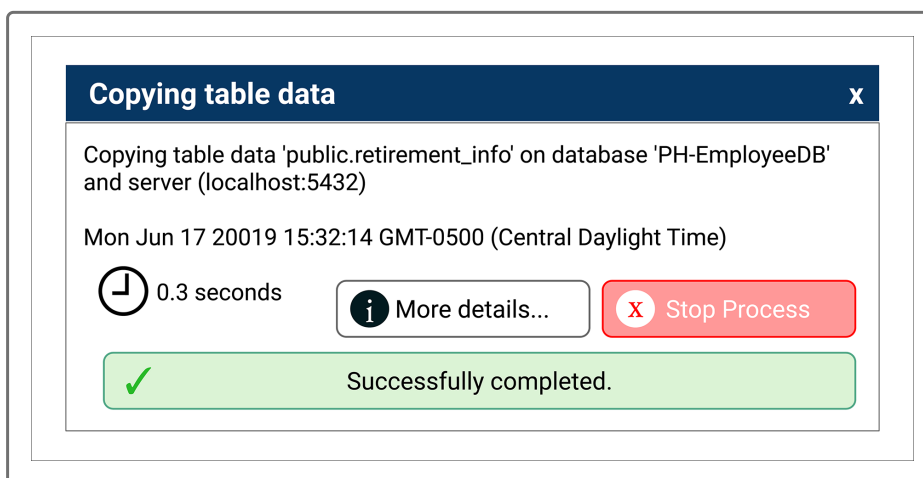 Copying table data x
Copying table data 'public.retirement_info' on database 'PH-EmployeeDB'
and server (localhost:5432)
Mon Jun 17 20019 15:32:14 GMT-0500 (Central Daylight Time)
0.3 seconds
i More details...
x Stop Process
✓ Successfully completed.